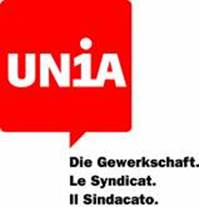 UNiA
Die Gewerkschaft.
Le Syndicat.
Il Sindacato.